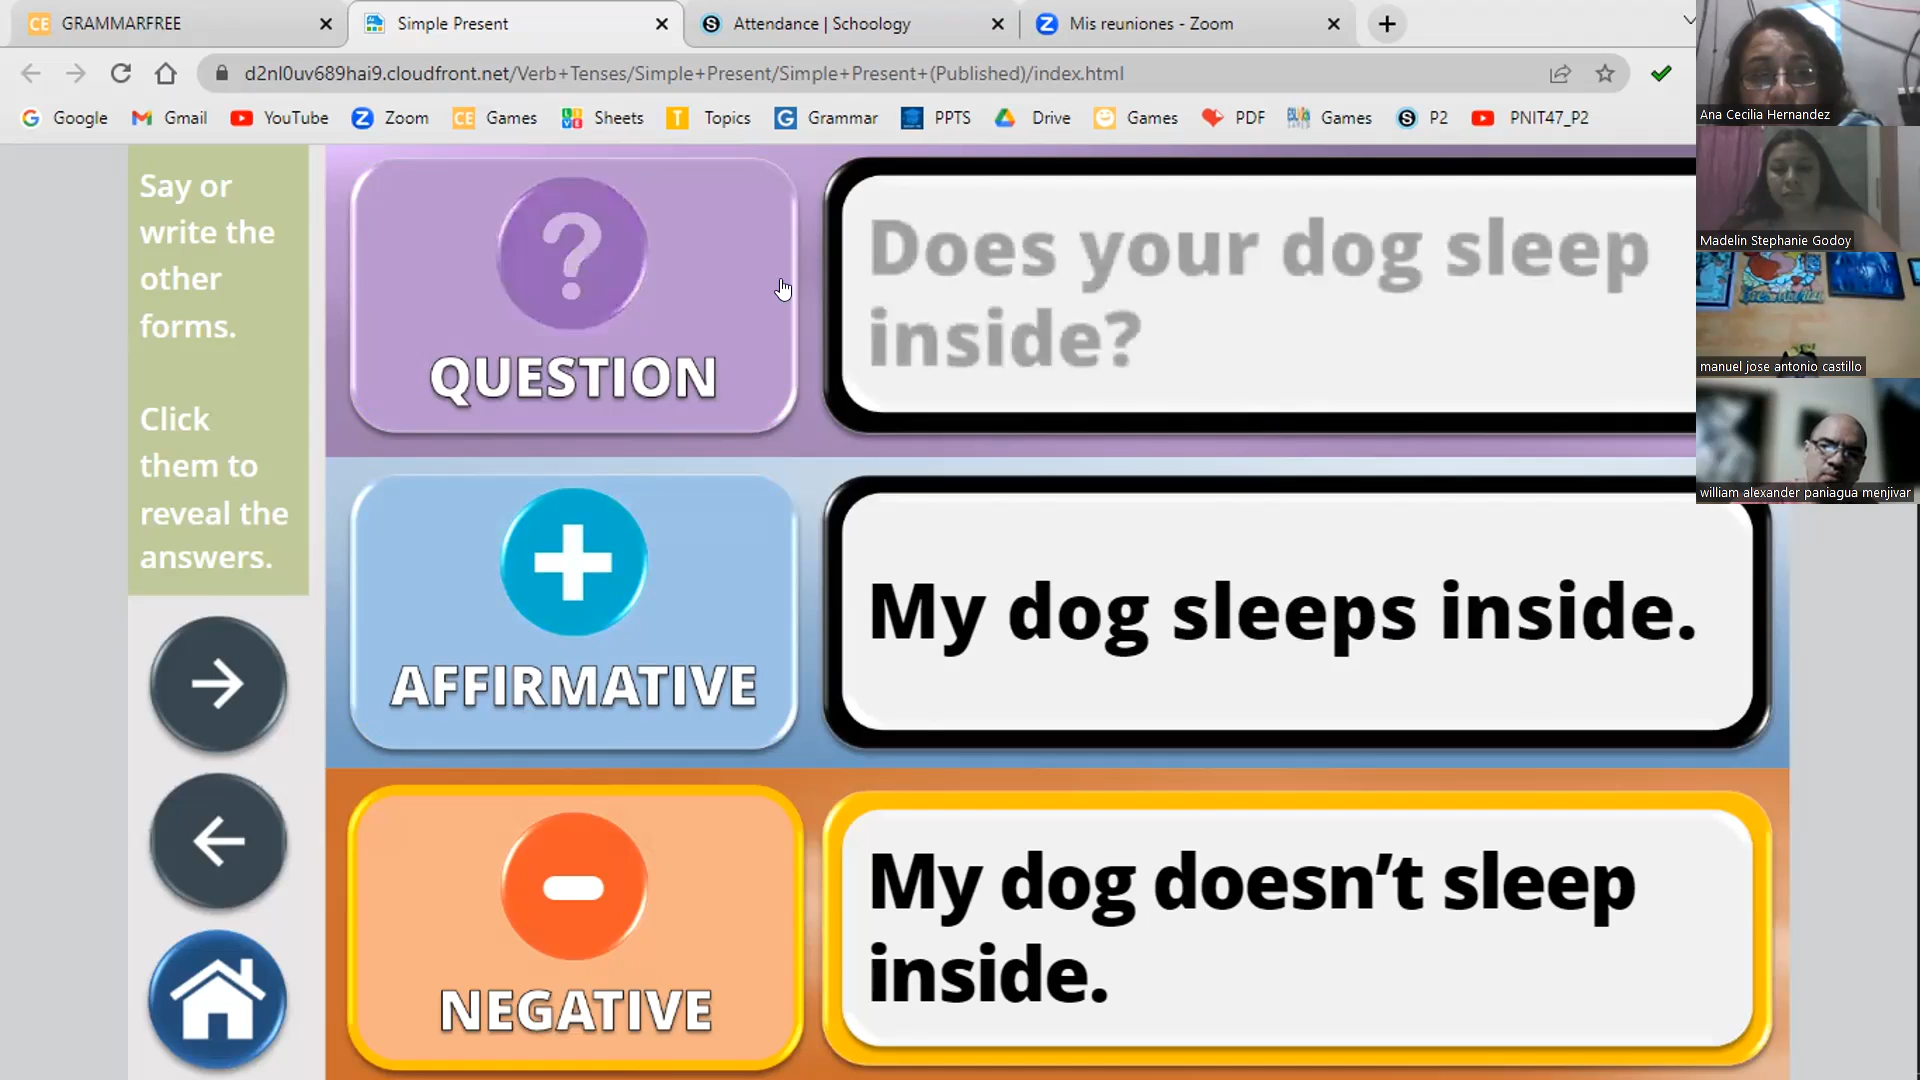 GRAMMARFREE
Simple Present
Attendance | Schoology
Mis reuniones - Zoom
d2nl0uv689hai9.cloudfront.net/Verb+Tenses/Simple+Present/Simple+Present+(Published)/index.html
Google Gmail YouTube Zoom CE Games Sheets T Topics G Grammar PPTS Drive Games PDF Games S P2 PNIT47_P2
Ana Cecilia Hernandez
Madelin Stephanie Godoy
manuel jose antonio castillo
william alexander paniagua menjivar
Say or
write the
other
forms.
Click
them to
reveal the
answers.
?
QUESTION
Does your dog sleep
inside?
AFFIRMATIVE
My dog sleeps inside.
NEGATIVE
My dog doesn’t sleep
inside.